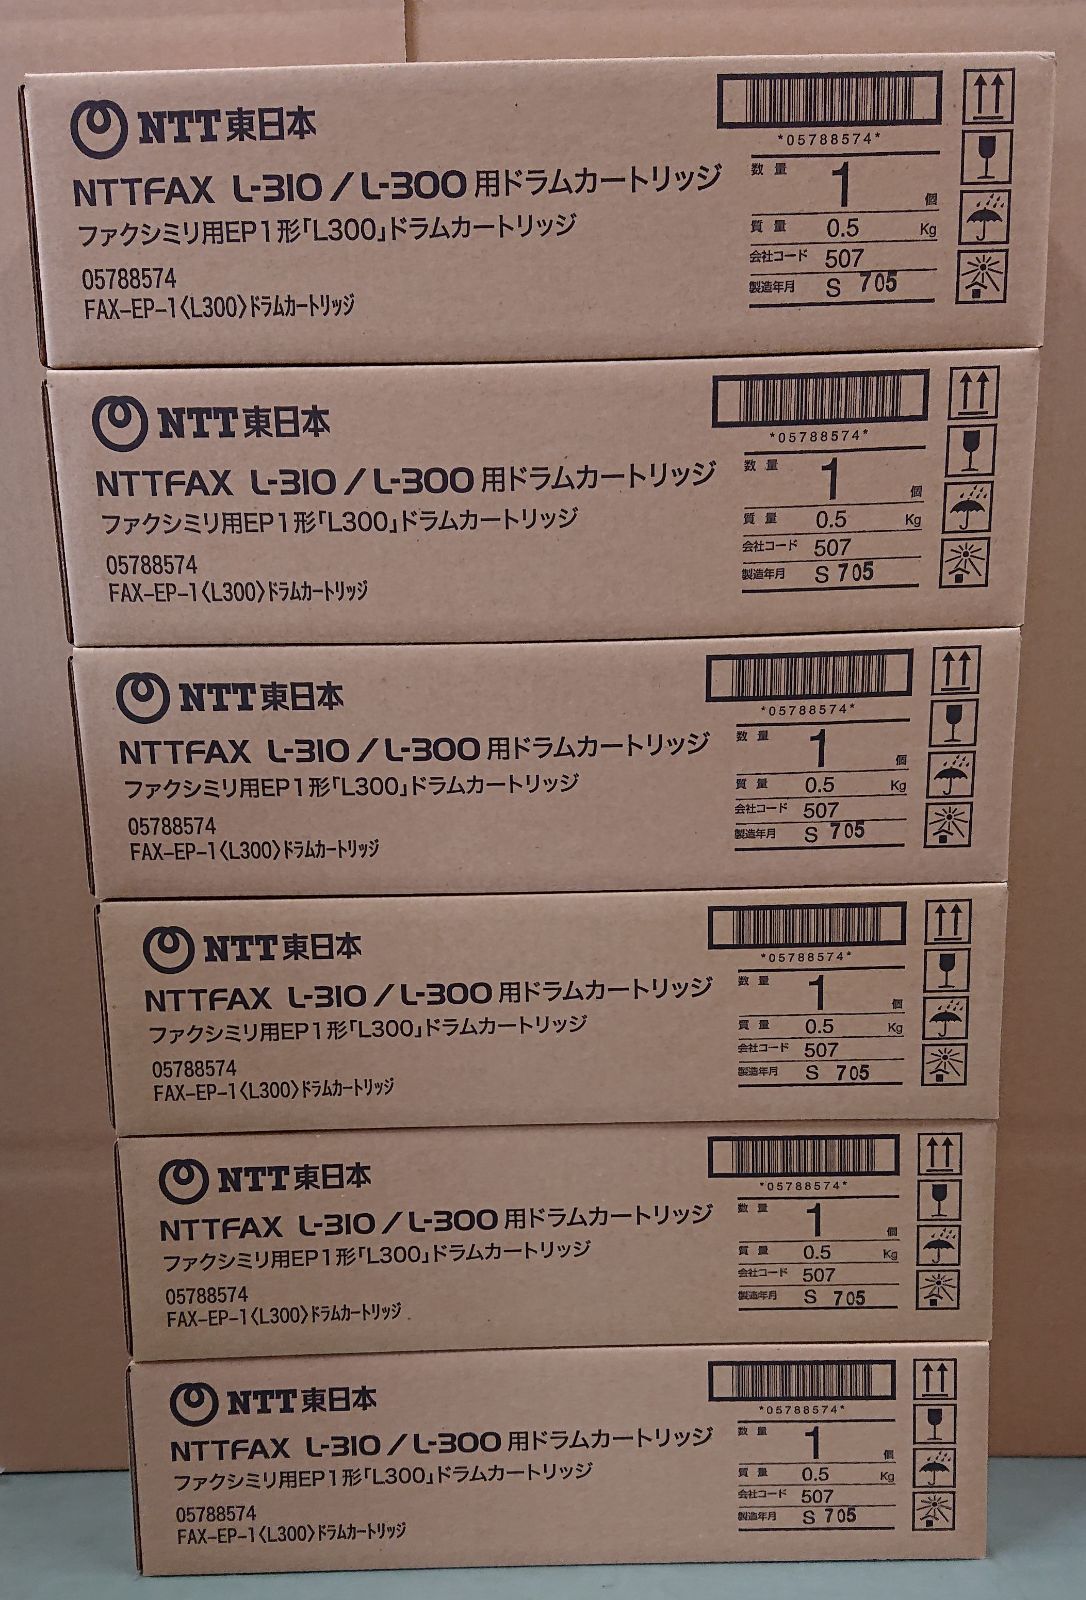 NTT東日本
NTTFAX L-310/L-300用ドラムカートリッジ
ファクシミリ用EP1形「L300」ドラムカートリッジ
05788574
FAX-EP-1〈L300〉ドラムカートリッジ
*05788574*
数量 1 個
質量 0.5 Kg
会社コード 507
製造年月 S 705
NTT東日本
NTTFAX L-310/L-300用ドラムカートリッジ
ファクシミリ用EP1形「L300」ドラムカートリッジ
05788574
FAX-EP-1〈L300〉ドラムカートリッジ
*05788574*
数量 1 個
質量 0.5 Kg
会社コード 507
製造年月 S 705
NTT東日本
NTTFAX L-310/L-300用ドラムカートリッジ
ファクシミリ用EP1形「L300」ドラムカートリッジ
05788574
FAX-EP-1〈L300〉ドラムカートリッジ
*05788574*
数量 1 個
質量 0.5 Kg
会社コード 507
製造年月 S 705
NTT東日本
NTTFAX L-310/L-300用ドラムカートリッジ
ファクシミリ用EP1形「L300」ドラムカートリッジ
05788574
FAX-EP-1〈L300〉ドラムカートリッジ
*05788574*
数量 1 個
質量 0.5 Kg
会社コード 507
製造年月 S 705
NTT東日本
NTTFAX L-310/L-300用ドラムカートリッジ
ファクシミリ用EP1形「L300」ドラムカートリッジ
05788574
FAX-EP-1〈L300〉ドラムカートリッジ
*05788574*
数量 1 個
質量 0.5 Kg
会社コード 507
製造年月 S 705
NTT東日本
NTTFAX L-310/L-300用ドラムカートリッジ
ファクシミリ用EP1形「L300」ドラムカートリッジ
05788574
FAX-EP-1〈L300〉ドラムカートリッジ
*05788574*
数量 1 個
質量 0.5 Kg
会社コード 507
製造年月 S 705